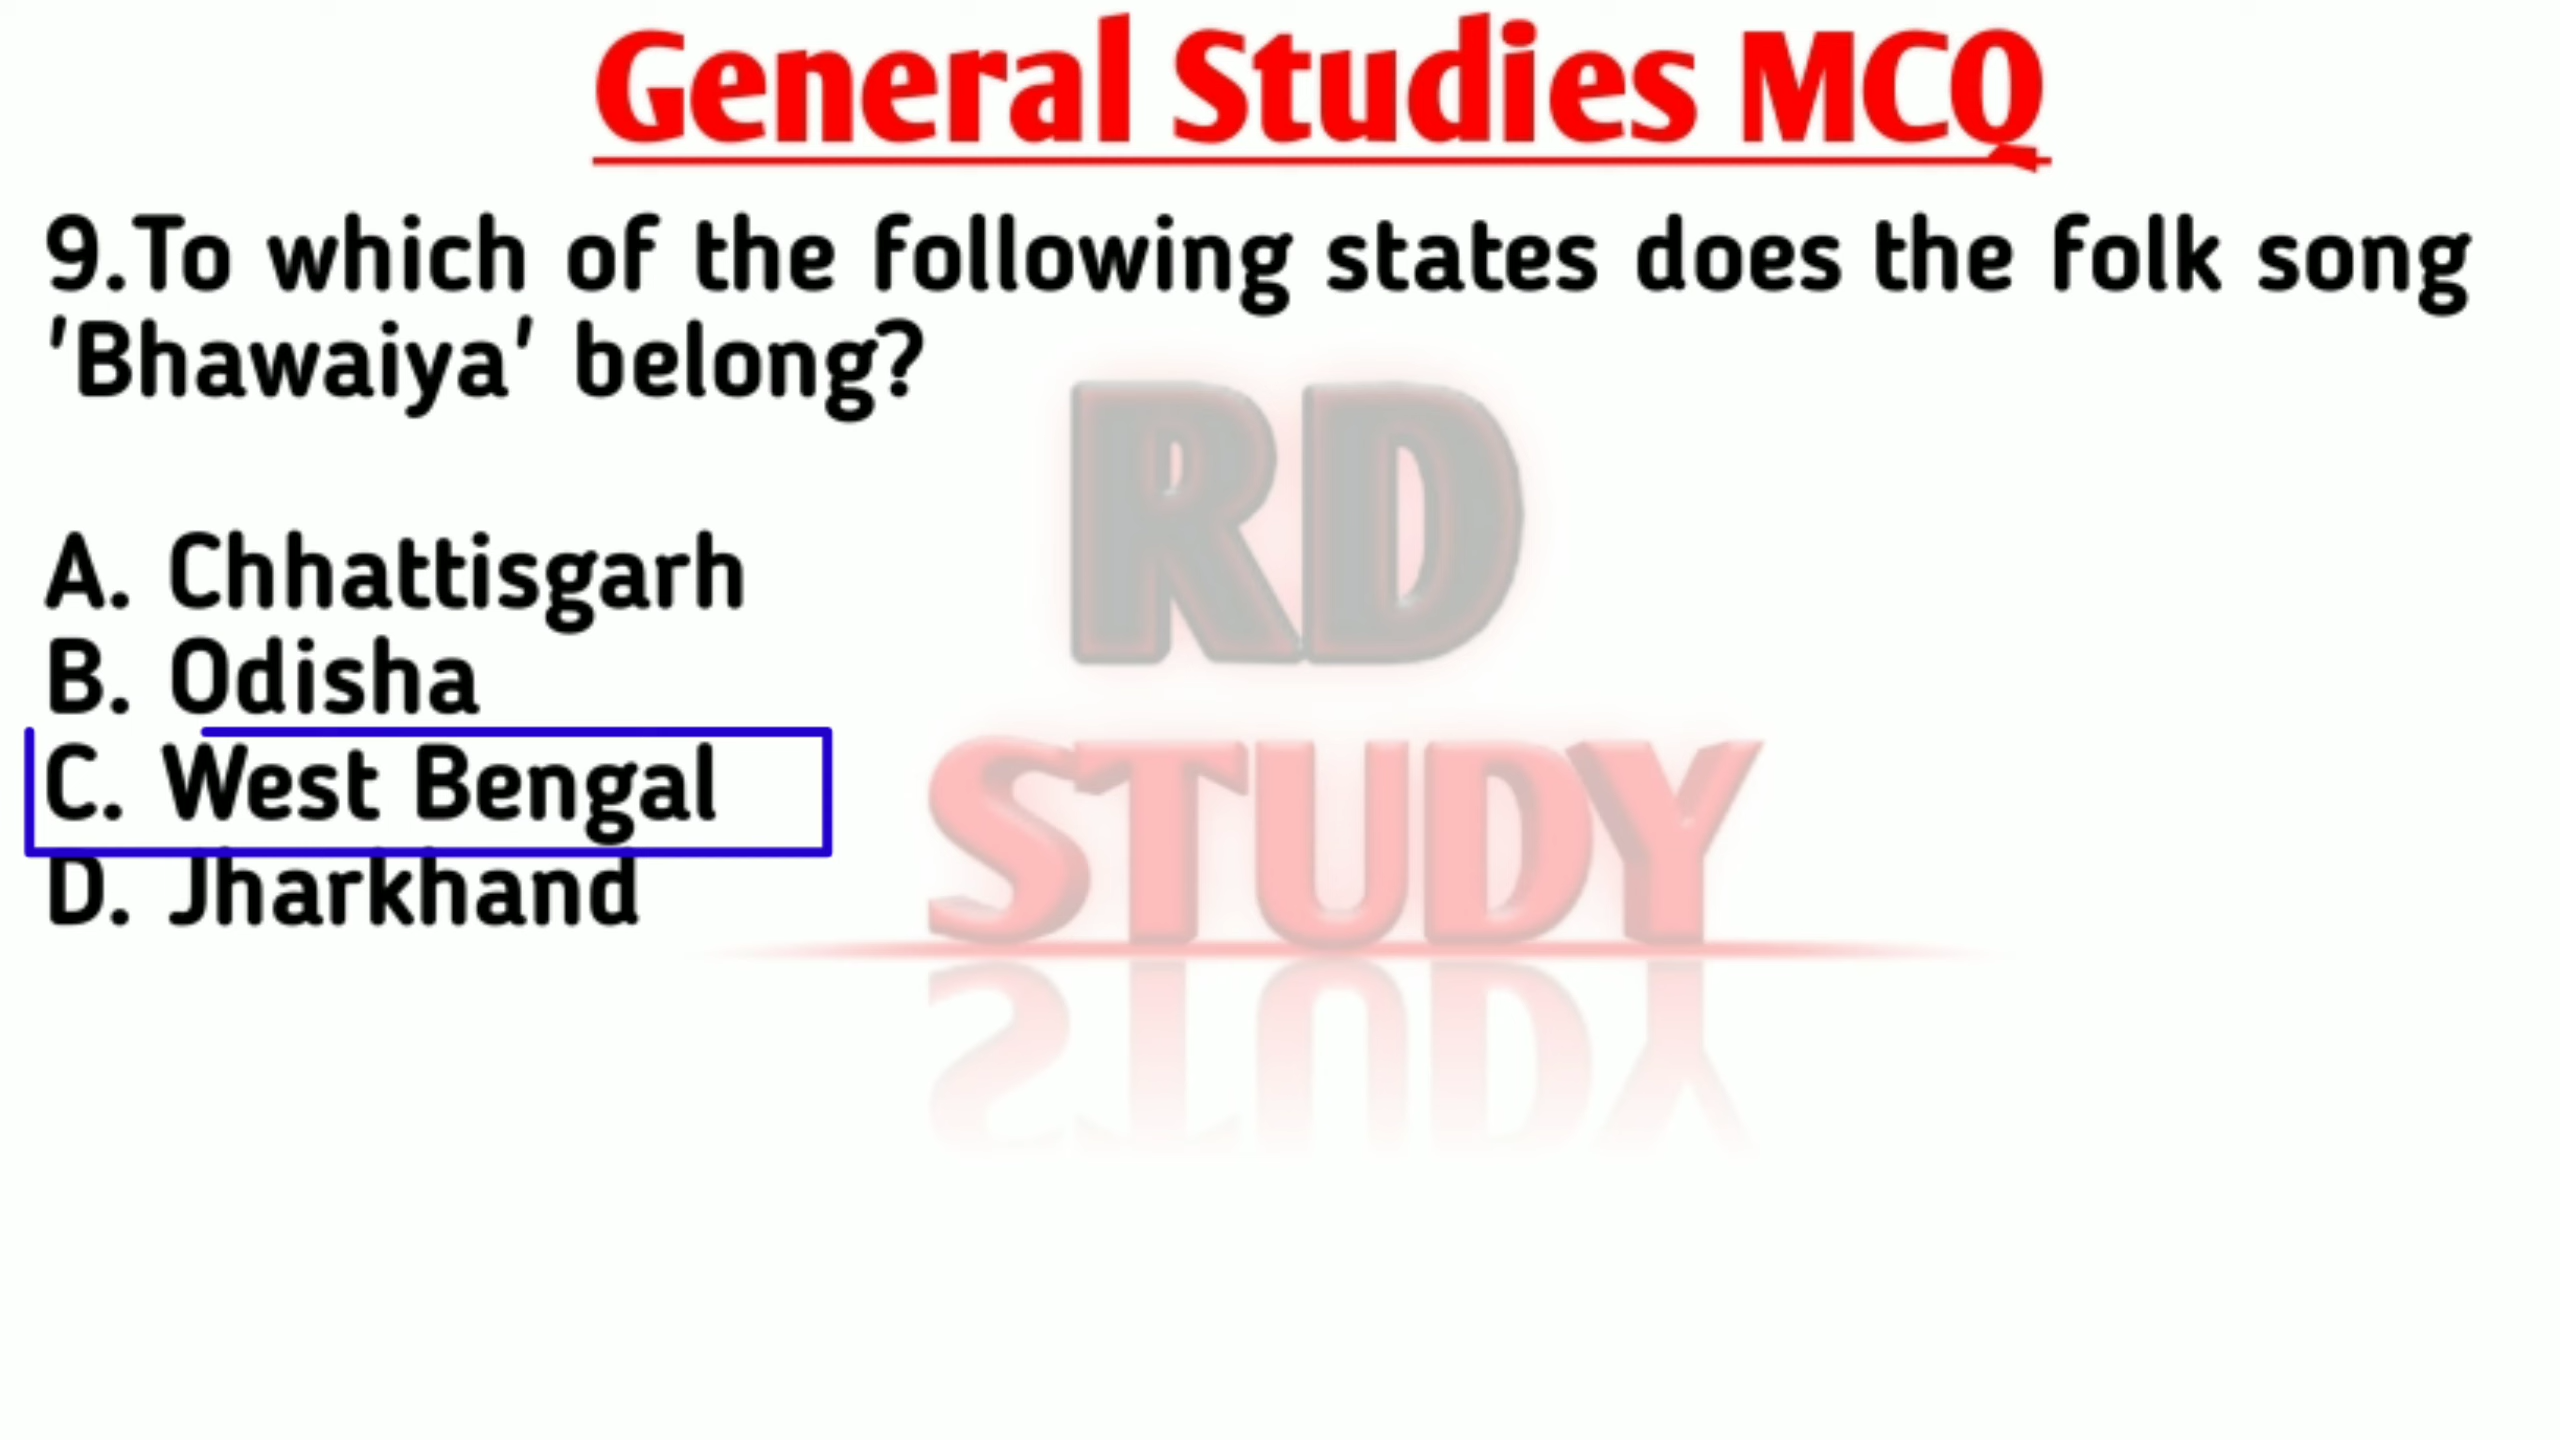 General Studies MCQ
9.To which of the following states does the folk song
'Bhawaiya' belong?
A. Chhattisgarh
B. Odisha
C. West Bengal
D. Jharkhand
RD
STUDY